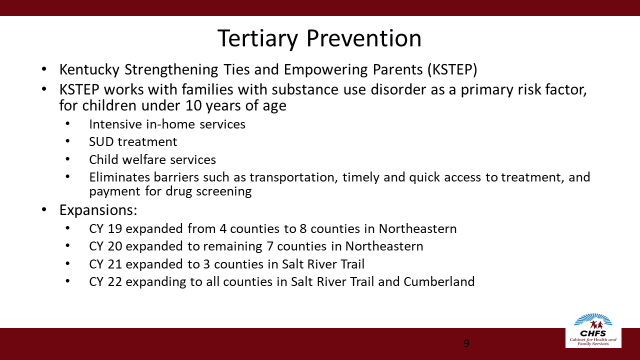 Tertiary Prevention
• Kentucky Strengthening Ties and Empowering Parents (KSTEP)
• KSTEP works with families with substance use disorder as a primary risk factor,
for children under 10 years of age
• Intensive in-home services
• SUD treatment
• Child welfare services
• Eliminates barriers such as transportation, timely and quick access to treatment, and
payment for drug screening
• Expansions:
• CY 19 expanded from 4 counties to 8 counties in Northeastern
• CY 20 expanded to remaining 7 counties in Northeastern
• CY 21 expanded to 3 counties in Salt River Trail
• CY 22 expanding to all counties in Salt River Trail and Cumberland
9
CHFS
Cabinet for Health and
Family Services